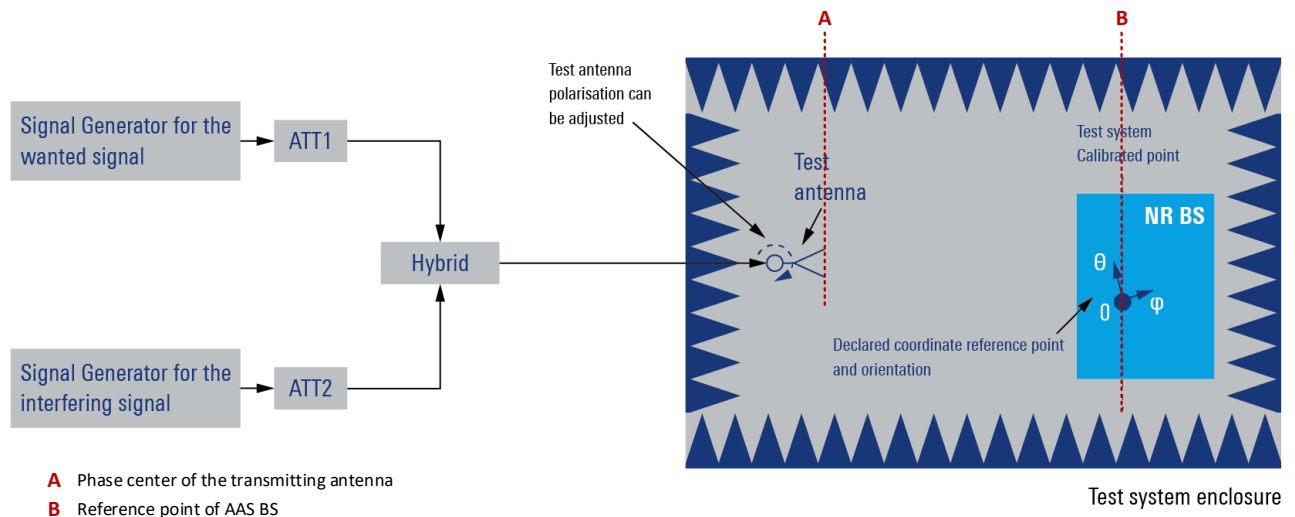 A
B
Test antenna
polarisation can
be adjusted
Signal Generator for the
wanted signal
ATT1
Test system
Calibrated point
Test
antenna
NR BS
Hybrid
θ
0
φ
Declared coordinate reference point
and orientation
Signal Generator for the
interfering signal
ATT2
A Phase center of the transmitting antenna
B Reference point of AAS BS
Test system enclosure